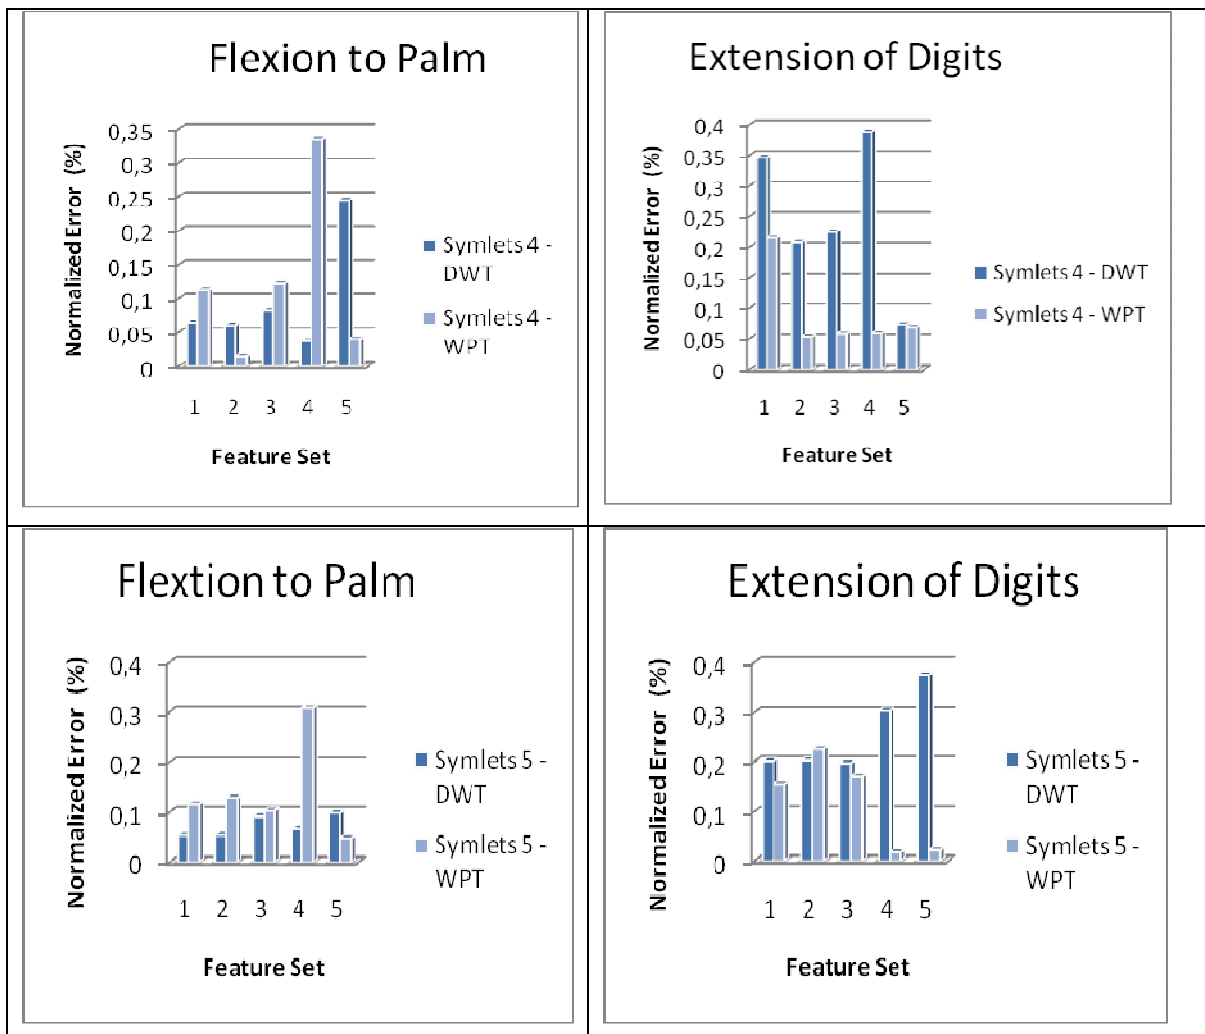 Flexion to Palm
Normalized Error (%)
0,35
0,3
0,25
0,2
0,15
0,1
0,05
0
1 2 3 4 5
Feature Set
Symlets 4 -
DWT
Symlets 4 -
WPT
Extension of Digits
Normalized Error (%)
0,4
0,35
0,3
0,25
0,2
0,15
0,1
0,05
0
1 2 3 4 5
Feature Set
Symlets 4 - DWT
Symlets 4 - WPT
Flextion to Palm
Normalized Error (%)
0,4
0,3
0,2
0,1
0
1 2 3 4 5
Feature Set
Symlets 5 -
DWT
Symlets 5 -
WPT
Extension of Digits
Normalized Error (%)
0,4
0,3
0,2
0,1
0
1 2 3 4 5
Feature Set
Symlets 5 -
DWT
Symlets 5 -
WPT